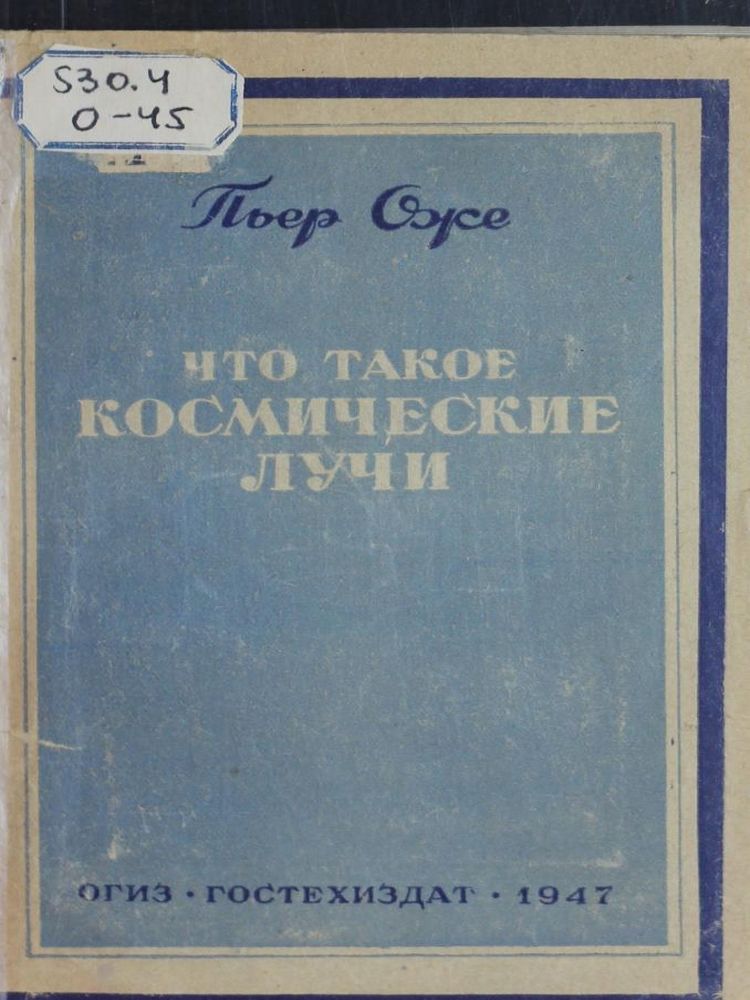 530.4
О-45
Пьер Оже
ЧТО ТАКОЕ
КОСМИЧЕСКИЕ
ЛУЧИ
ОГИЗ · ГОСТЕХИЗДАТ · 1947